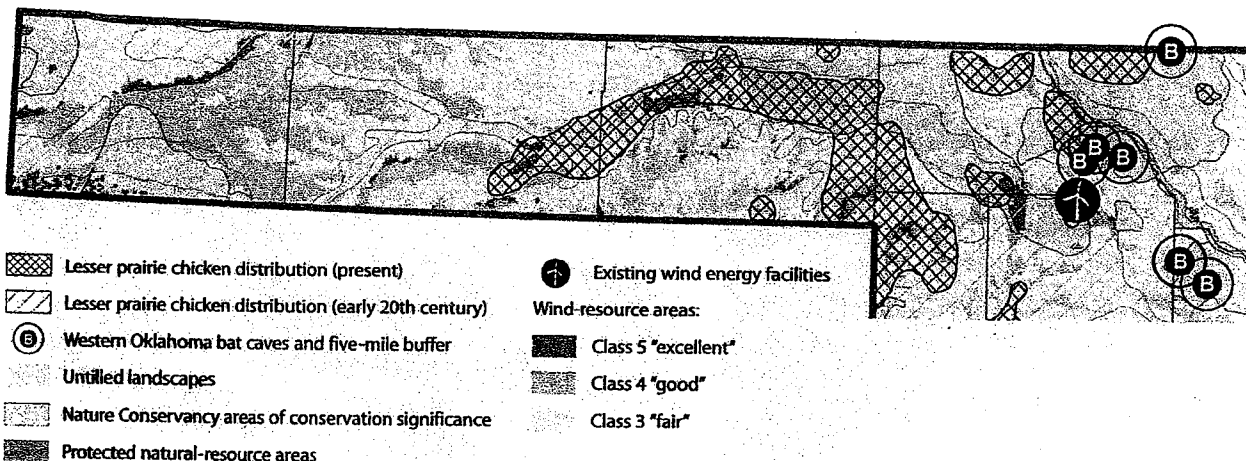 B
B
B
B
B
B
Lesser prairie chicken distribution (present)
Lesser prairie chicken distribution (early 20th century)
B Western Oklahoma bat caves and five-mile buffer
Untilled landscapes
Nature Conservancy areas of conservation significance
Protected natural-resource areas
Existing wind energy facilities
Wind-resource areas:
Class 5 "excellent"
Class 4 "good"
Class 3 "fair"